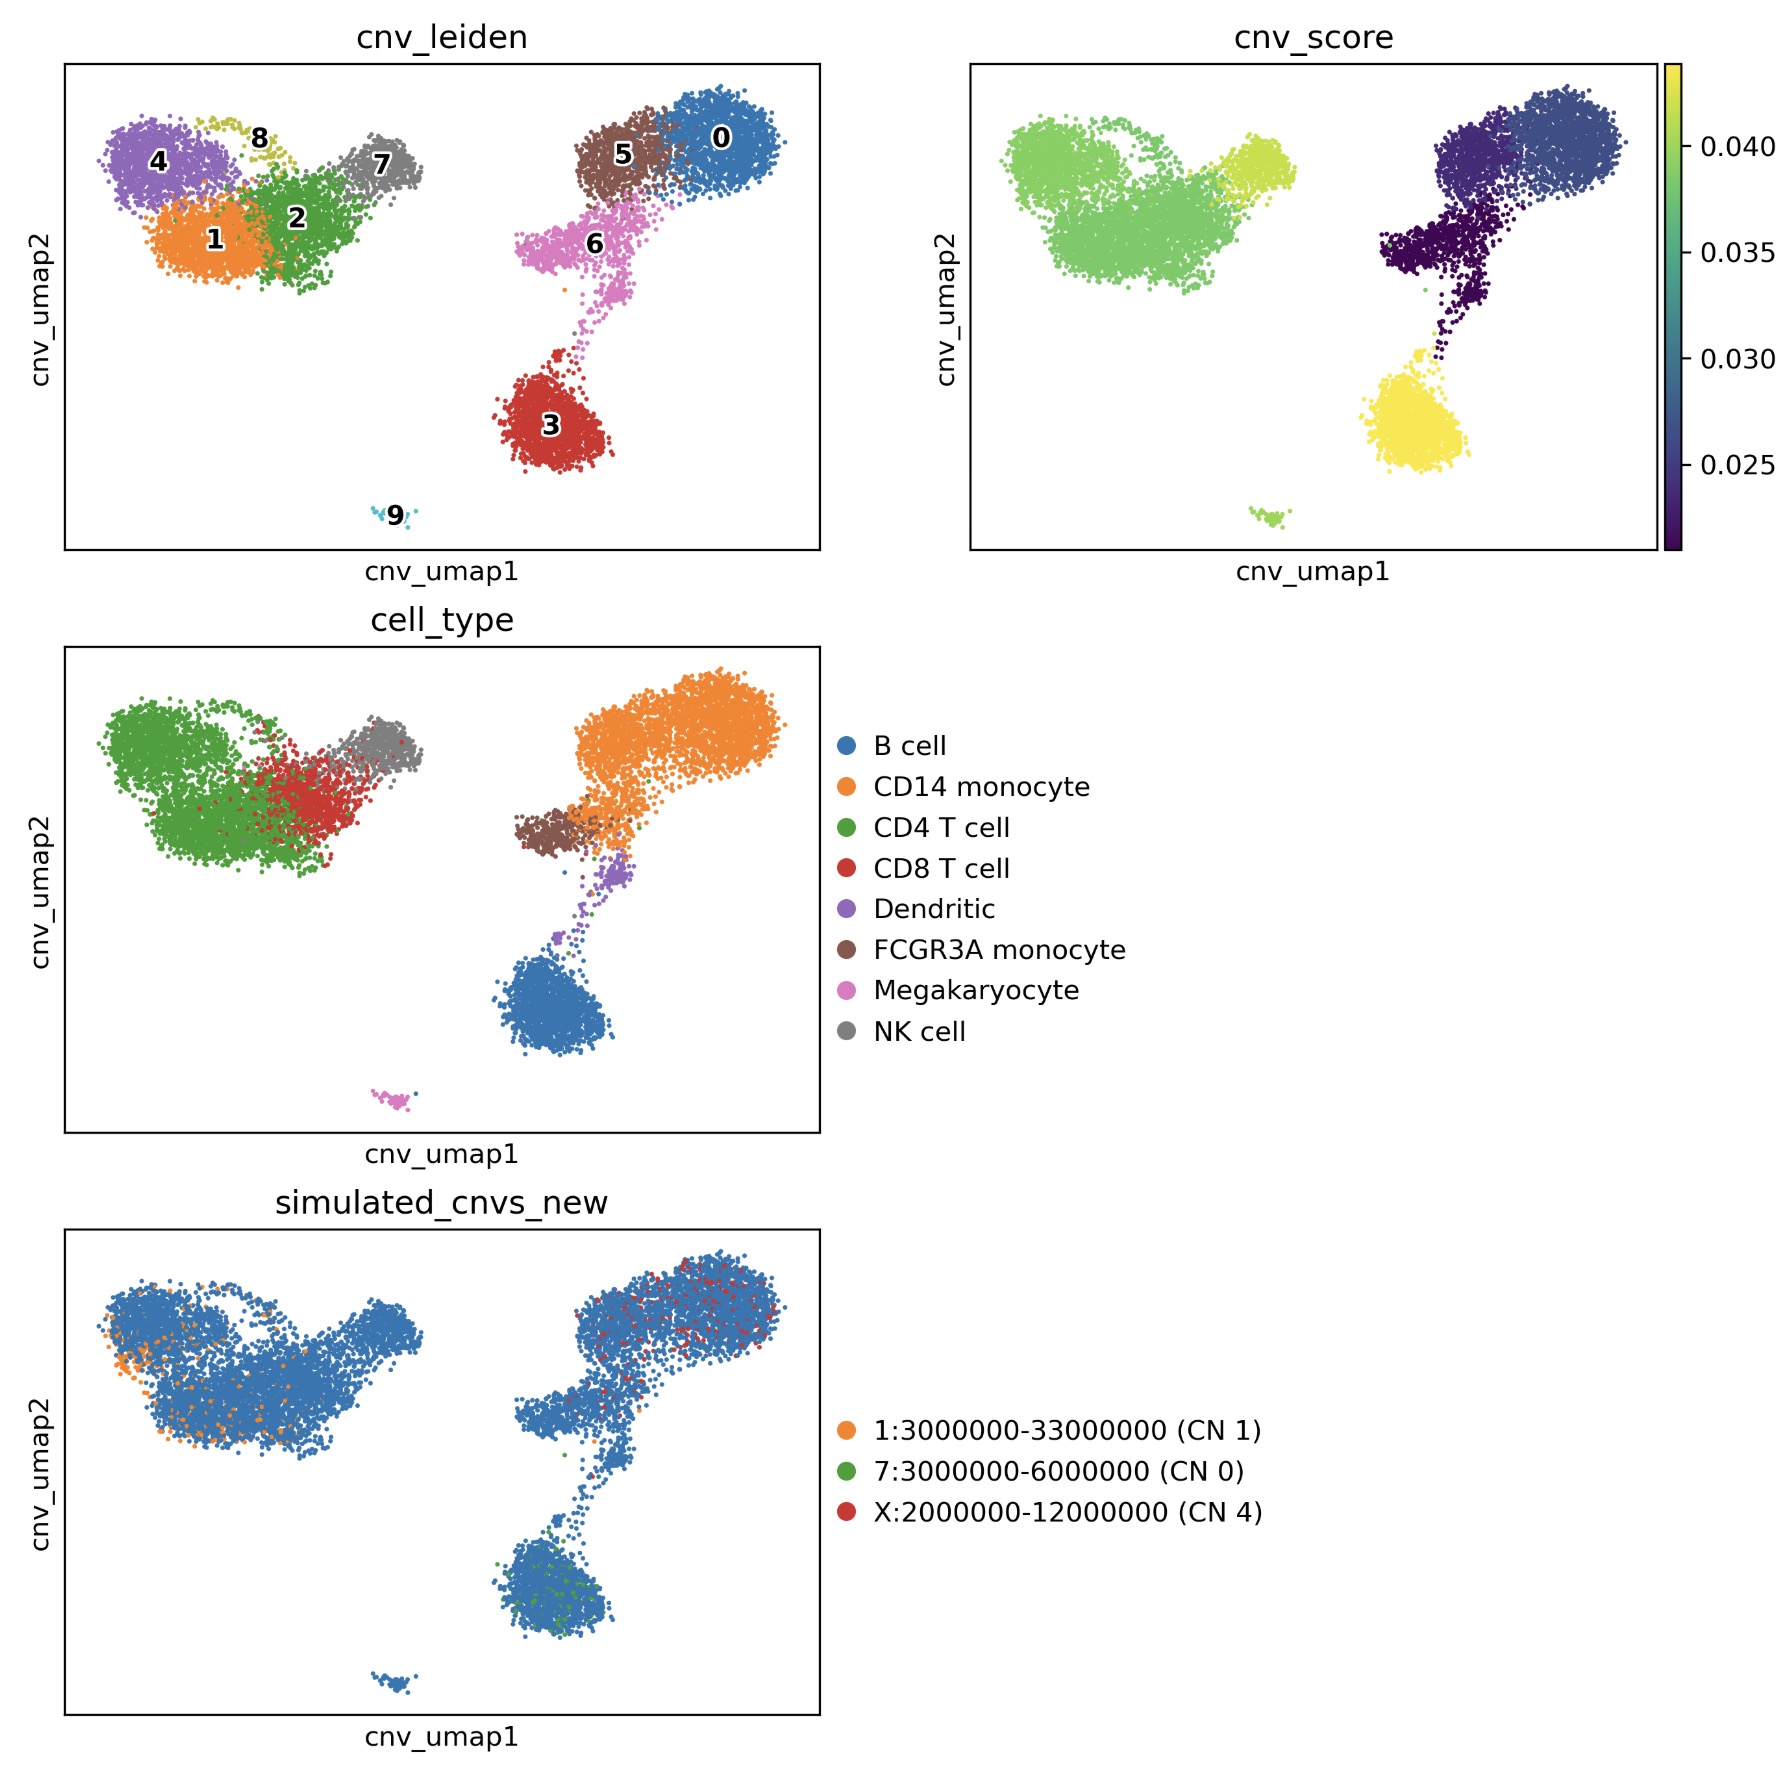 cnv_leiden
cnv_score
4
8
7
5
0
1
2
6
3
9
cnv_umap2
cnv_umap1
cnv_umap2
cnv_umap1
0.040
0.035
0.030
0.025
cell_type
cnv_umap2
cnv_umap1
B cell
CD14 monocyte
CD4 T cell
CD8 T cell
Dendritic
FCGR3A monocyte
Megakaryocyte
NK cell
simulated_cnvs_new
cnv_umap2
cnv_umap1
1:3000000-33000000 (CN 1)
7:3000000-6000000 (CN 0)
X:2000000-12000000 (CN 4)